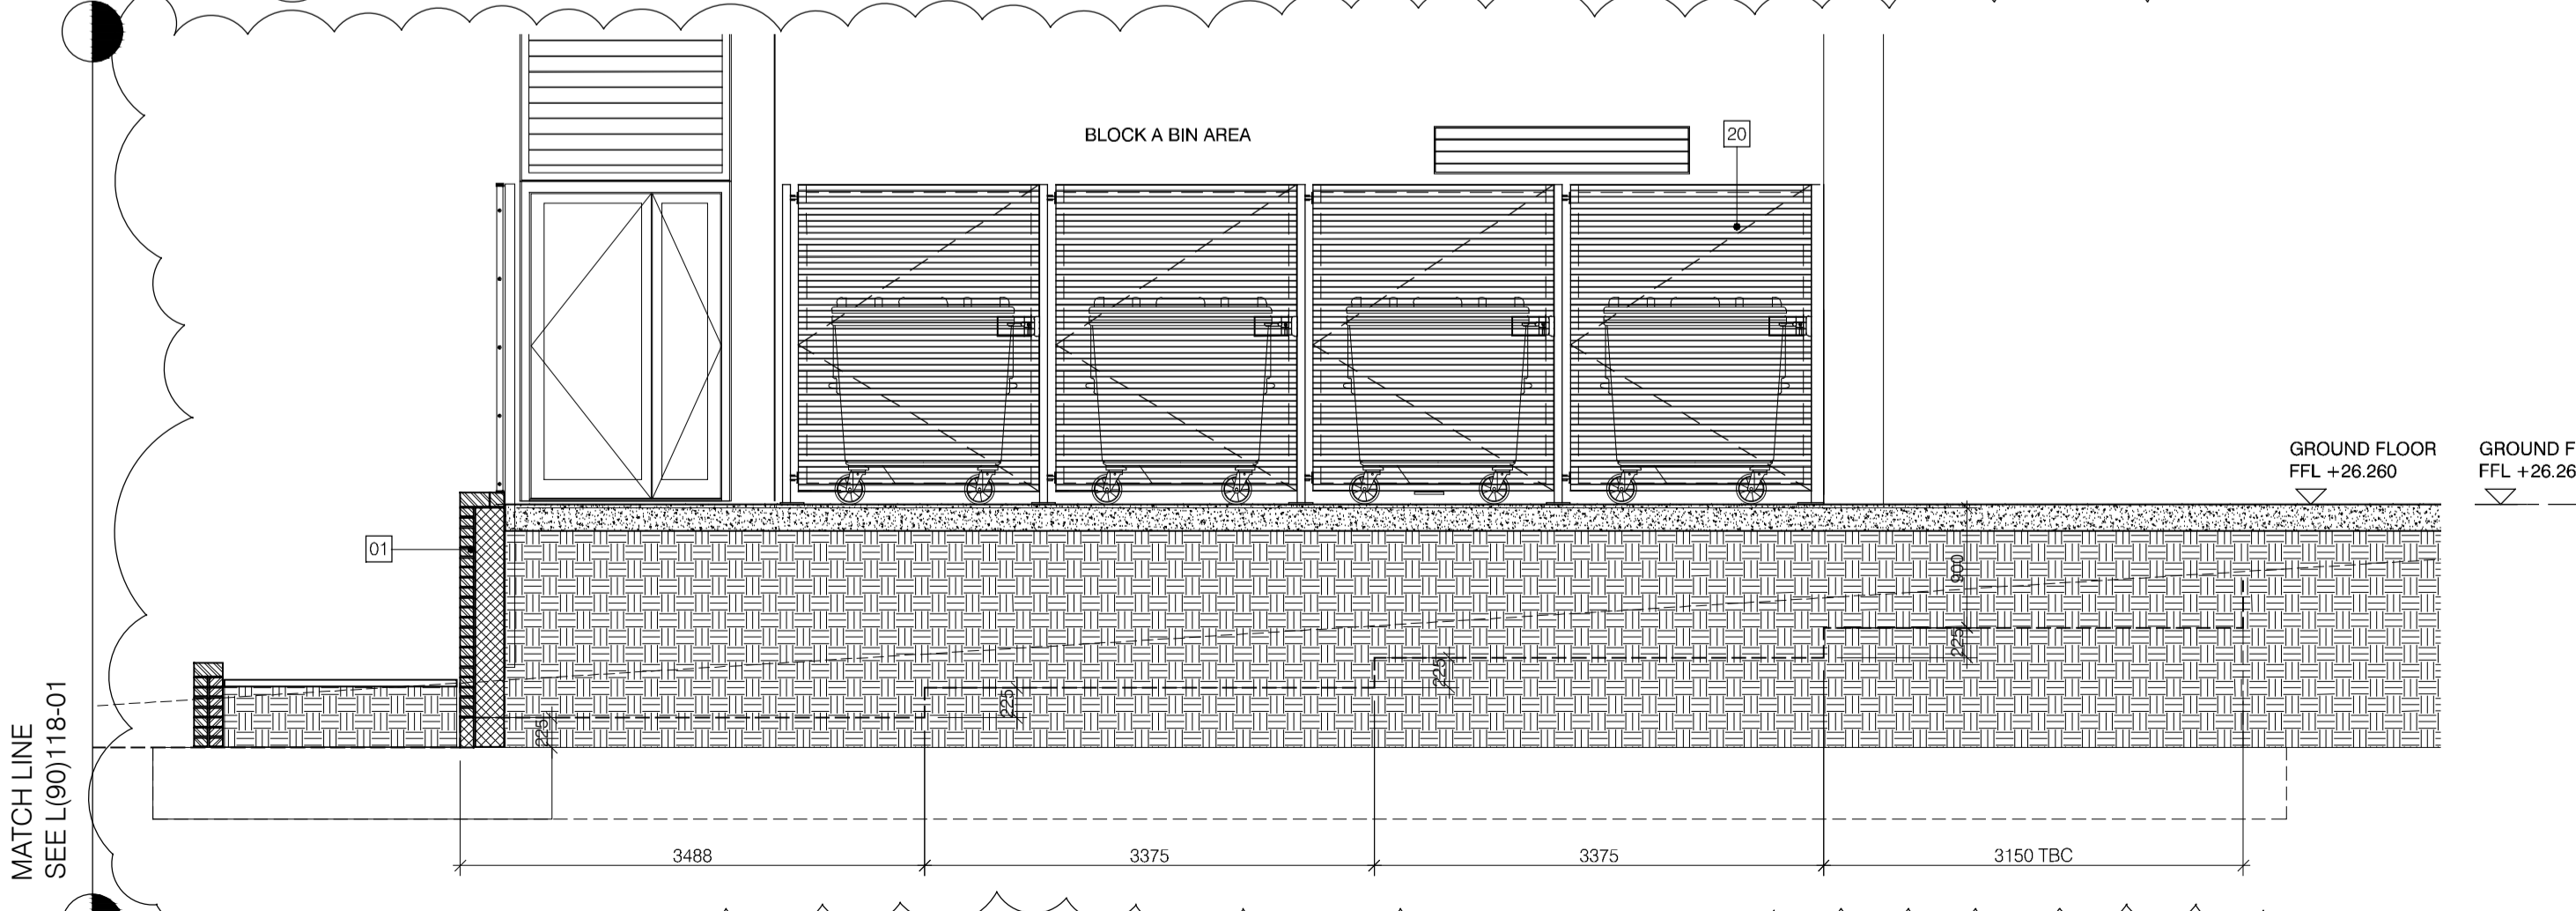 BLOCK A BIN AREA
20
GROUND FLOOR
FFL +26.260
GROUND F
FFL +26.26
01
900
225
225
225
225
MATCH LINE
SEE L(90)1118-01
3488
3375
3375
3150 TBC